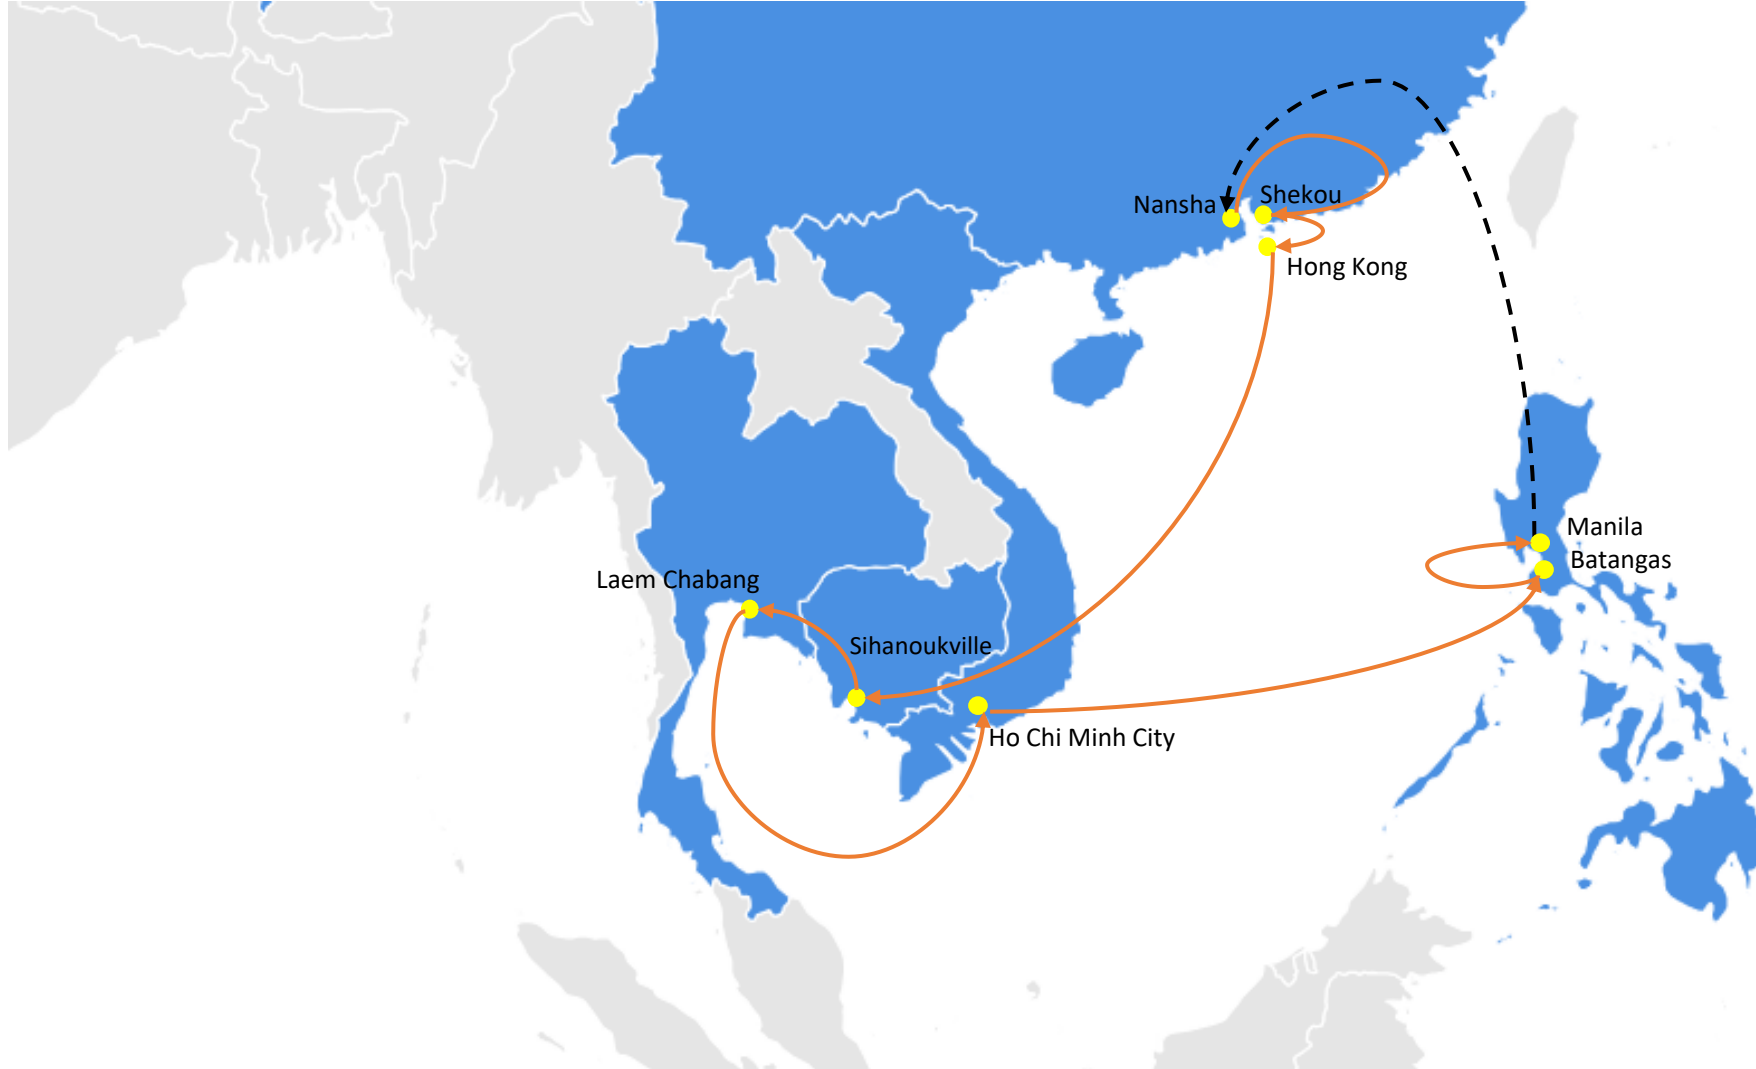 Nansha
Shekou
Hong Kong
Manila
Batangas
Laem Chabang
Sihanoukville
Ho Chi Minh City